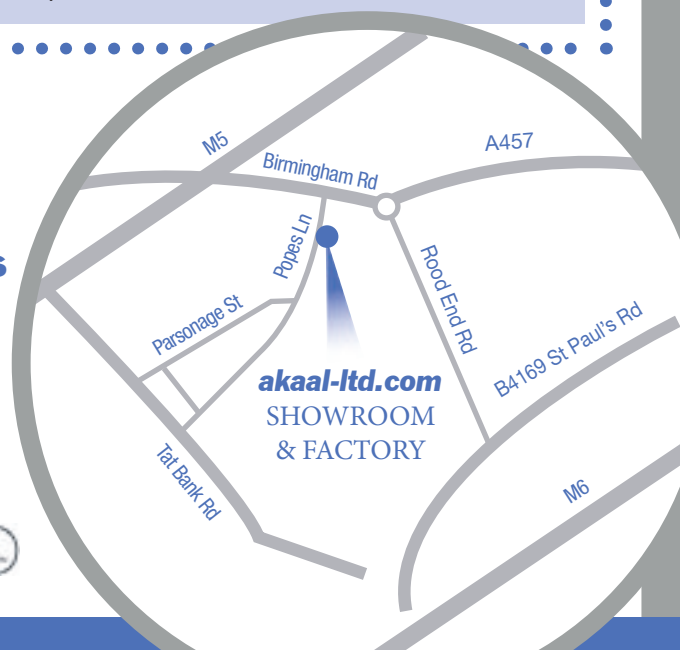 M5
Birmingham Rd
A457
Popes Ln
Rood End Rd
Parsonage St
B4169 St Paul's Rd
akaal-ltd.com
SHOWROOM
& FACTORY
Tat Bank Rd
M6
s